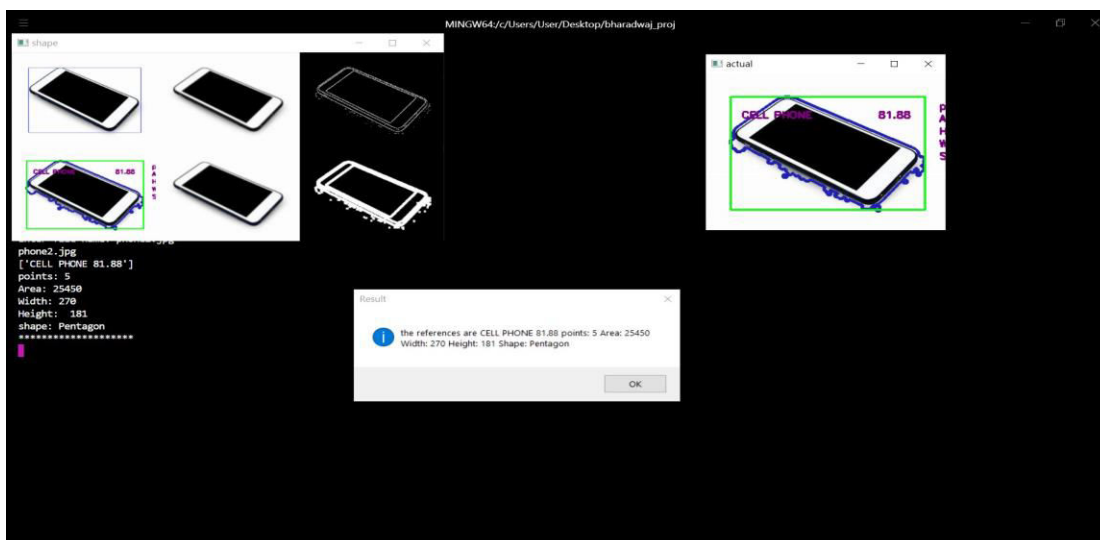 MINGW64:/c/Users/User/Desktop/bharadwaj_proj
shape
actual
CELL PHONE 81.88
P
A
H
W
S
CELL PHONE 81.88
P
A
H
W
S
phone2.jpg
['CELL PHONE 81.88']
points: 5
Area: 25450
Width: 270
Height: 181
shape: Pentagon
********************
Result
the references are CELL PHONE 81.88 points: 5 Area: 25450
Width: 270 Height: 181 Shape: Pentagon
OK